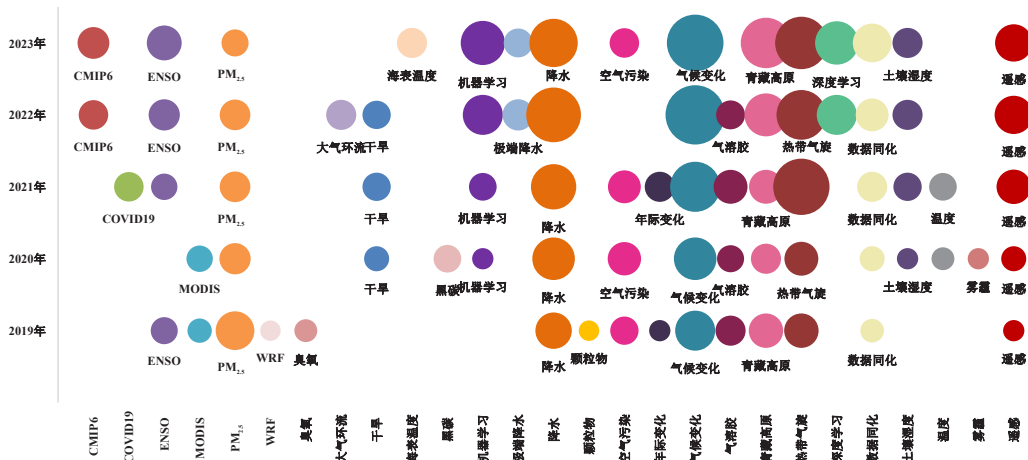 2023年
CMIP6 ENSO PM2.5 海表温度 机器学习 降水 空气污染 气候变化 青藏高原 深度学习 土壤湿度 遥感
2022年
CMIP6 ENSO PM2.5 大气环流 干旱 机器学习 极端降水 气溶胶 热带气旋 数据同化 遥感
2021年
COVID19 PM2.5 干旱 机器学习 降水 年际变化 青藏高原 数据同化 温度 遥感
2020年
MODIS 干旱 黑碳 机器学习 降水 空气污染 气候变化 气溶胶 热带气旋 土壤湿度 雾霾 遥感
2019年
ENSO PM2.5 WRF 臭氧 降水 颗粒物 气候变化 青藏高原 数据同化 遥感
CMIP6
COVID19
ENSO
MODIS
PM2.5
WRF
臭氧
大气环流
干旱
海表温度
黑碳
机器学习
极端降水
降水
颗粒物
空气污染
年际变化
气候变化
气溶胶
青藏高原
热带气旋
深度学习
数据同化
土壤湿度
温度
雾霾
遥感